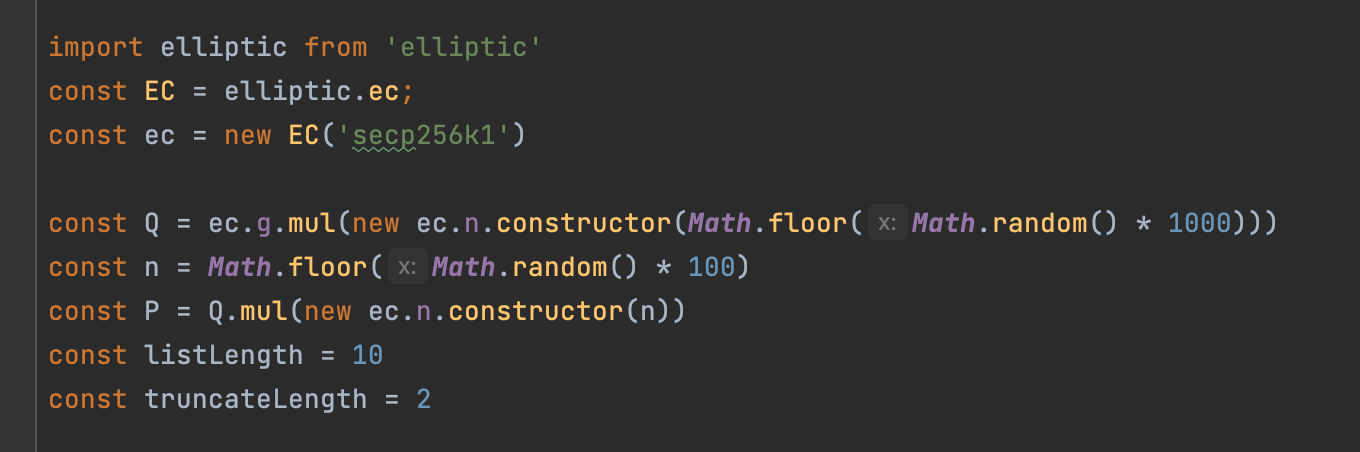 import elliptic from 'elliptic'
const EC = elliptic.ec;
const ec = new EC('secp256k1')
const Q = ec.g.mul(new ec.n.constructor(Math.floor( x: Math.random() * 1000)))
const n = Math.floor( x: Math.random() * 100)
const P = Q.mul(new ec.n.constructor(n))
const listLength = 10
const truncateLength = 2